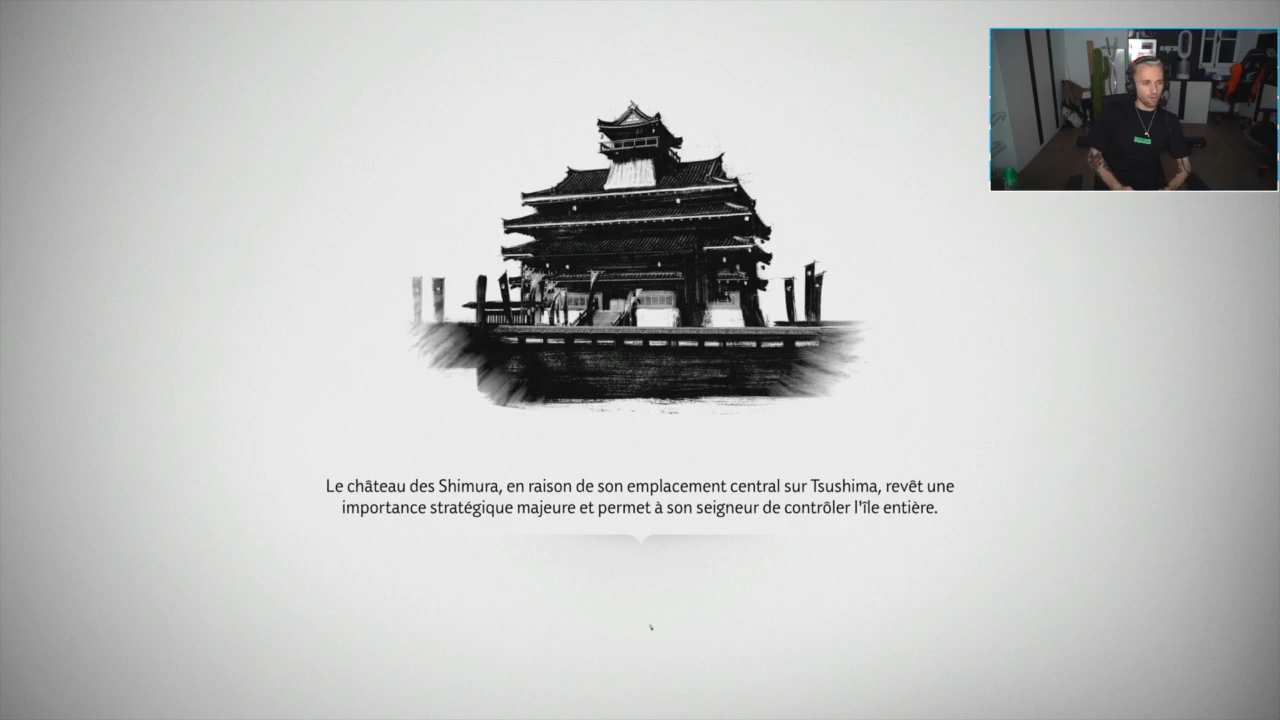 Le château des Shimura, en raison de son emplacement central sur Tsushima, revêt une
importance stratégique majeure et permet à son seigneur de contrôler l'île entière.